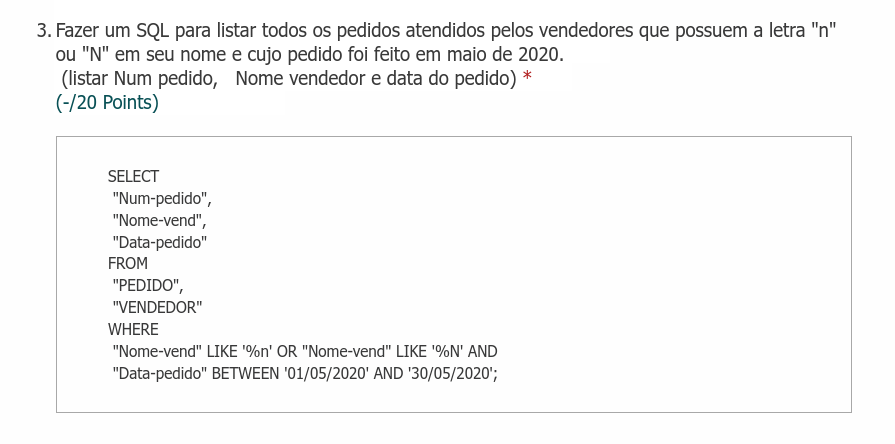 3. Fazer um SQL para listar todos os pedidos atendidos pelos vendedores que possuem a letra "n"
ou "N" em seu nome e cujo pedido foi feito em maio de 2020.
(listar Num pedido,   Nome vendedor e data do pedido) *
(-/20 Points)
SELECT
"Num-pedido",
"Nome-vend",
"Data-pedido"
FROM
"PEDIDO",
"VENDEDOR"
WHERE
"Nome-vend" LIKE '%n' OR "Nome-vend" LIKE '%N' AND
"Data-pedido" BETWEEN '01/05/2020' AND '30/05/2020';